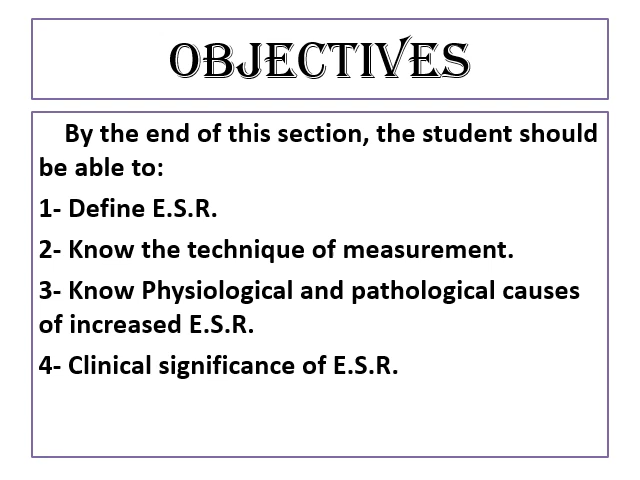 OBJECTIVES
By the end of this section, the student should
be able to:
1- Define E.S.R.
2- Know the technique of measurement.
3- Know Physiological and pathological causes
of increased E.S.R.
4- Clinical significance of E.S.R.